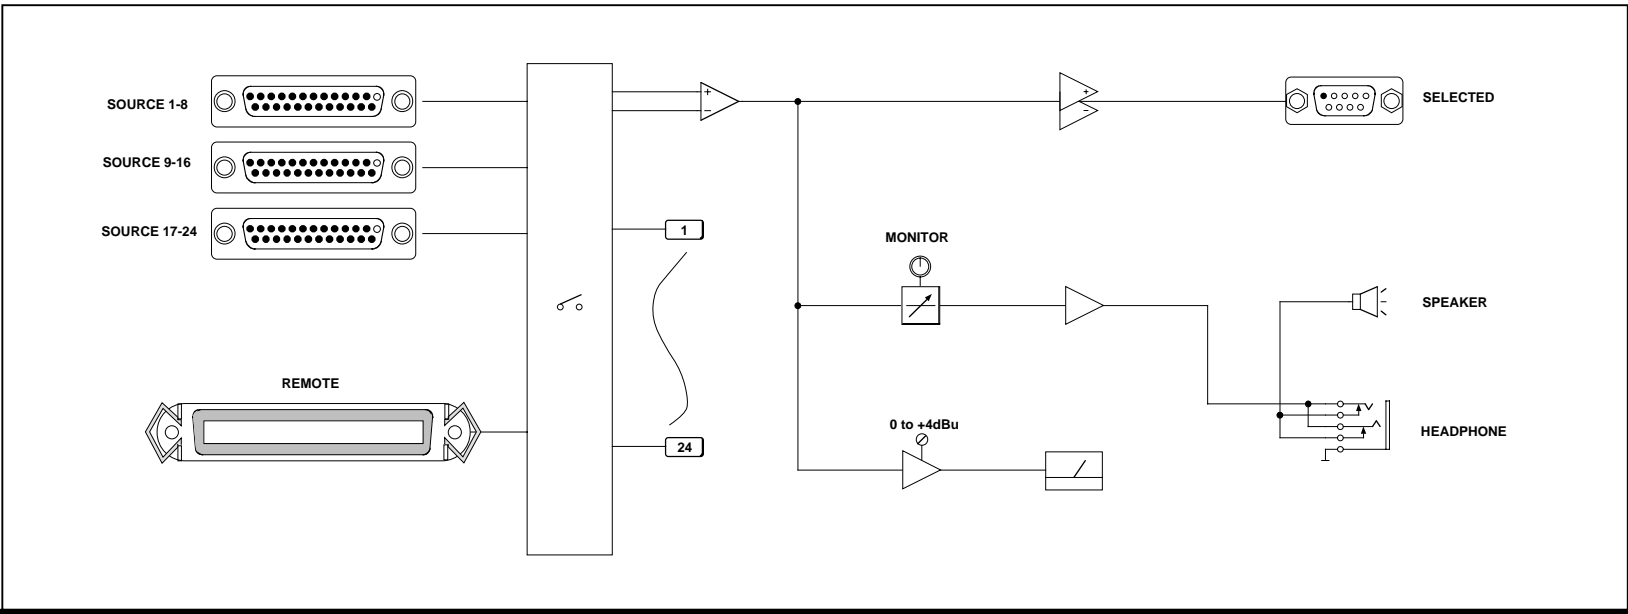 SOURCE 1-8
SELECTED
SOURCE 9-16
SOURCE 17-24
1
MONITOR
SPEAKER
REMOTE
0 to +4dBu
HEADPHONE
24